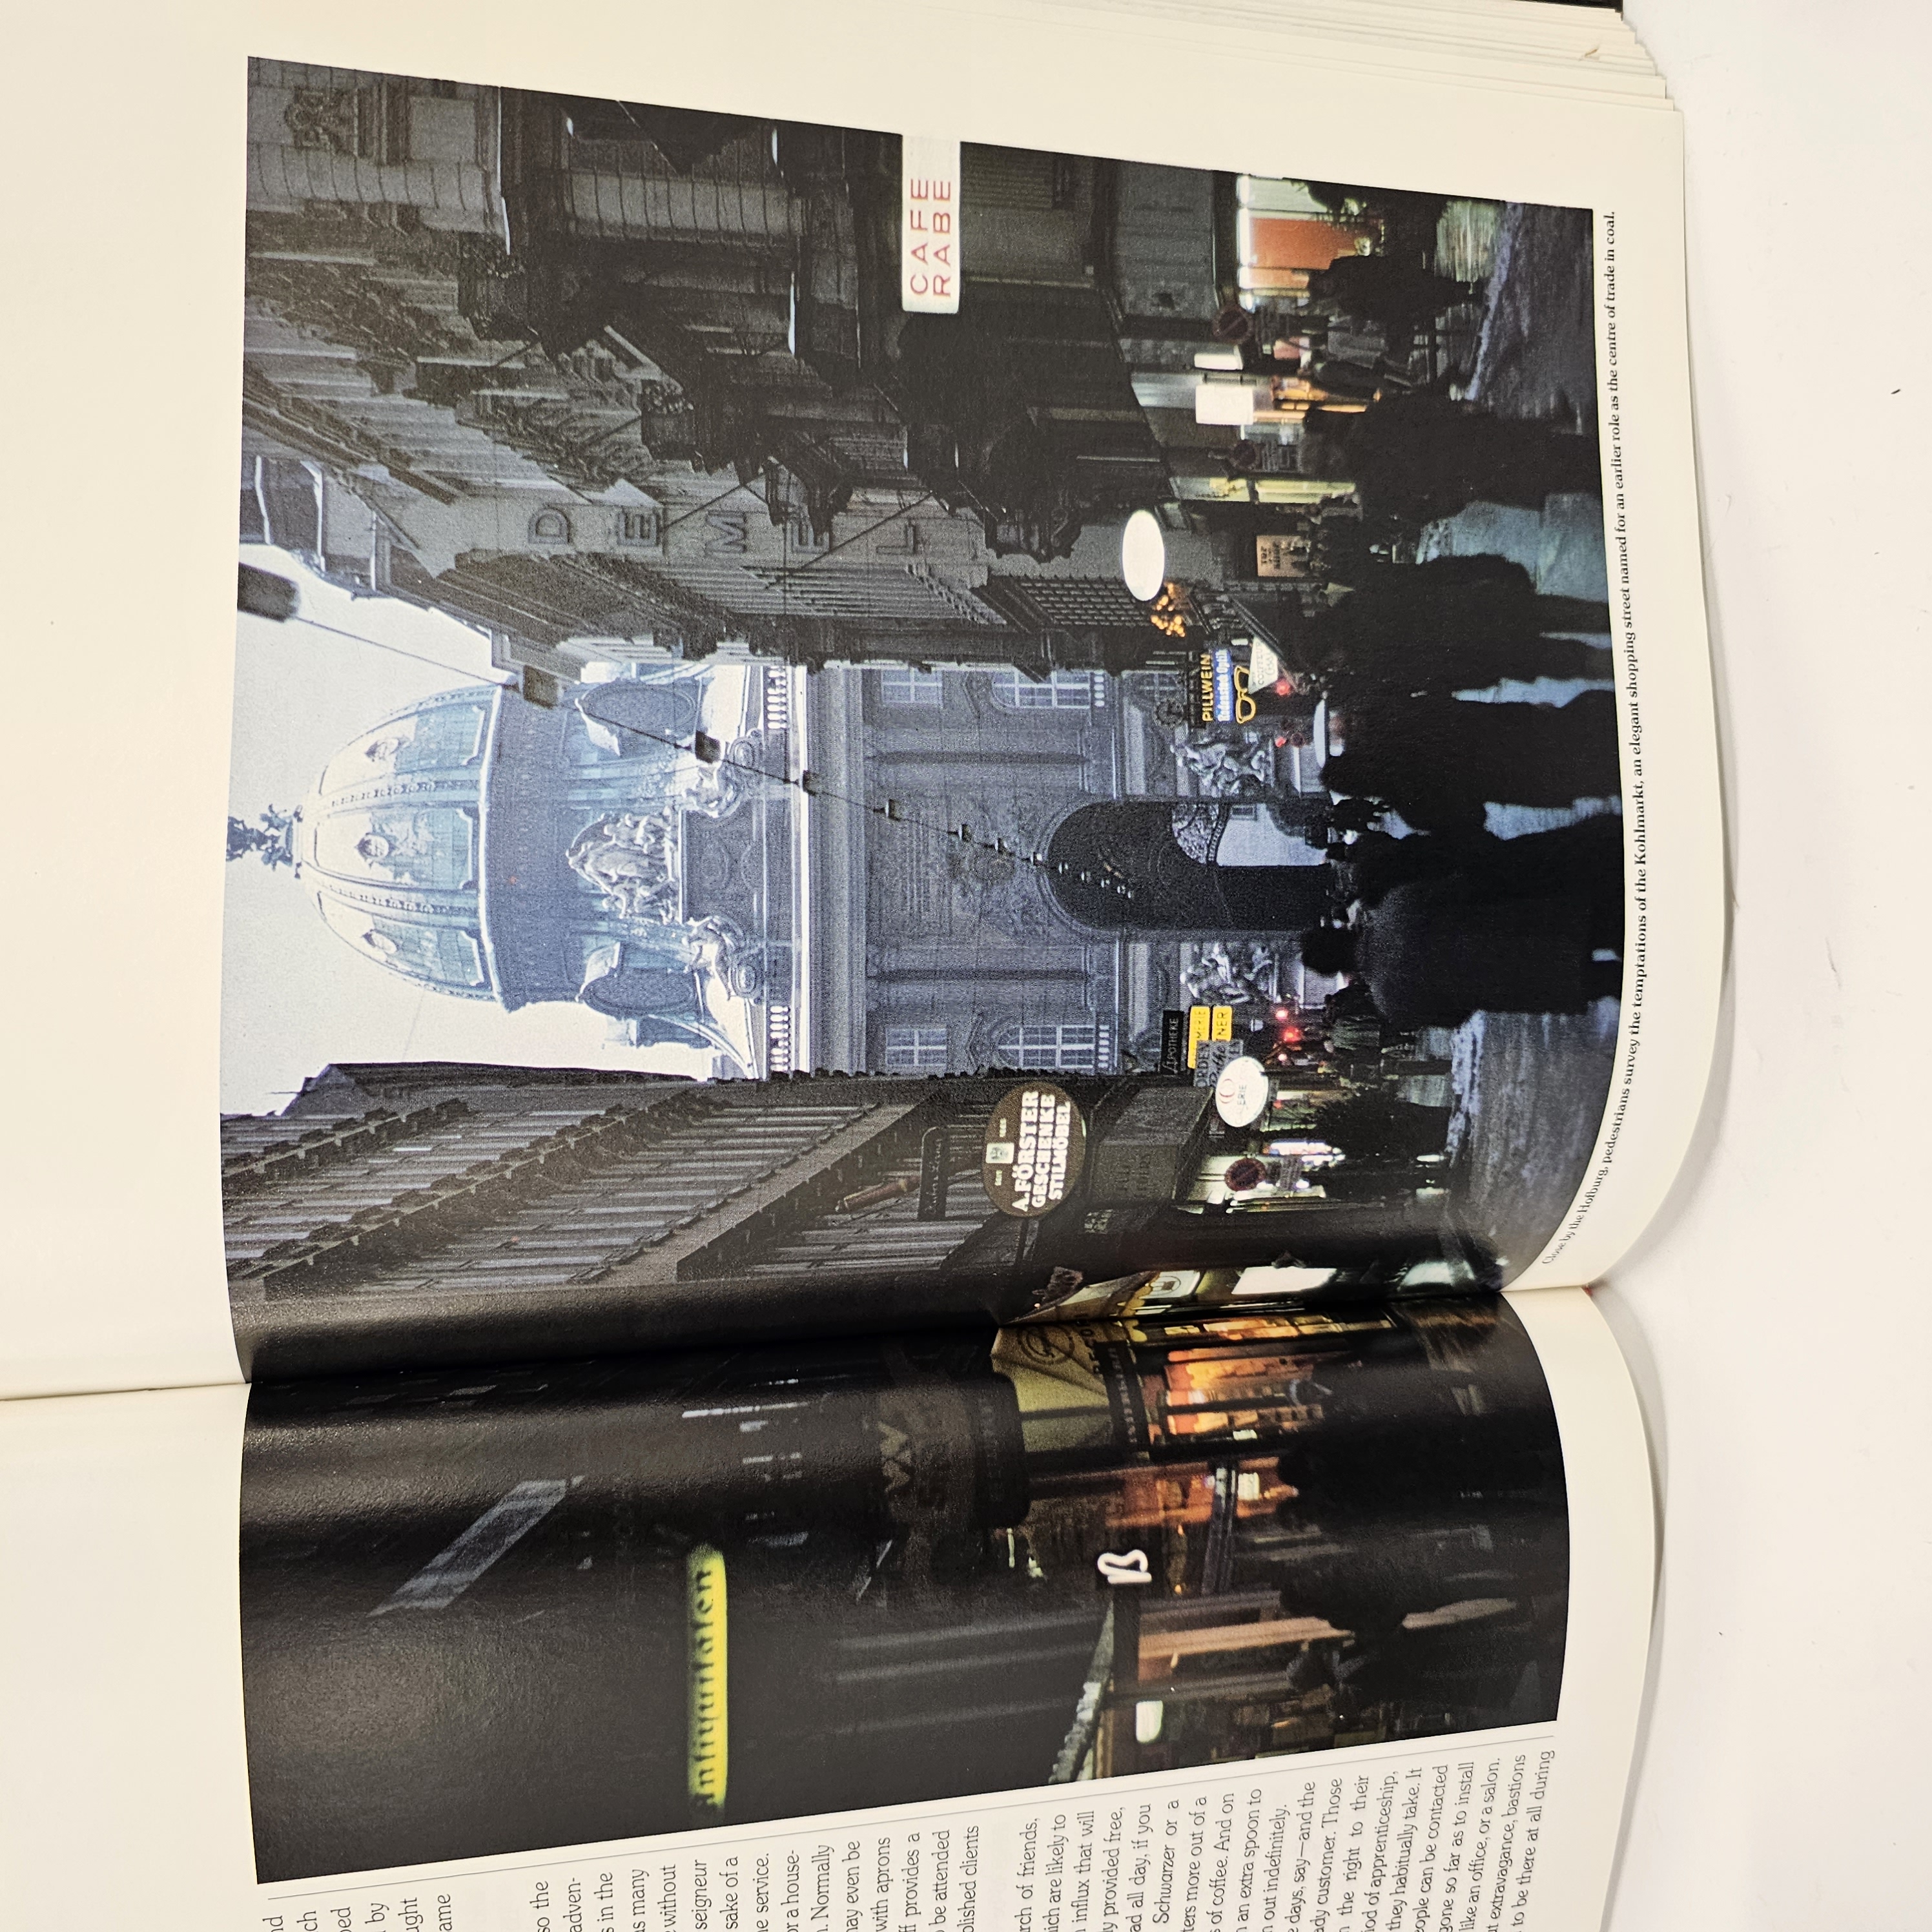 nd
ch
ped
by
ught
ame
so the
adven-
s in the
as many
without
seigneur
sake of a
he service.
or a house-
n. Normally
may even be
with aprons
ff provides a
o be attended
blished clients
rch of friends,
ich are likely to
n influx that will
ly provided free,
ad all day, if you
Schwarzer or a
ters more out of a
s of coffee. And on
n an extra spoon to
n out indefinitely.
e days, say—and the
ady customer. Those
n the right to their
iod of apprenticeship,
they habitually take. It
eople can be contacted
gone so far as to install
like an office, or a salon.
ut extravagance, bastions
to be there at all during
Antiquitäten
ß
SEIT 1885
A. FÖRSTER
GESCHENKE
STILMÖBEL
APOTHEKE
ORDEN
DEMEL
CAFE
RABE
PILLWEIN
Rodenstock Optik
Close by the Hofburg, pedestrians survey the temptations of the Kohlmarkt, an elegant shopping street named for an earlier role as the centre of trade in coal.